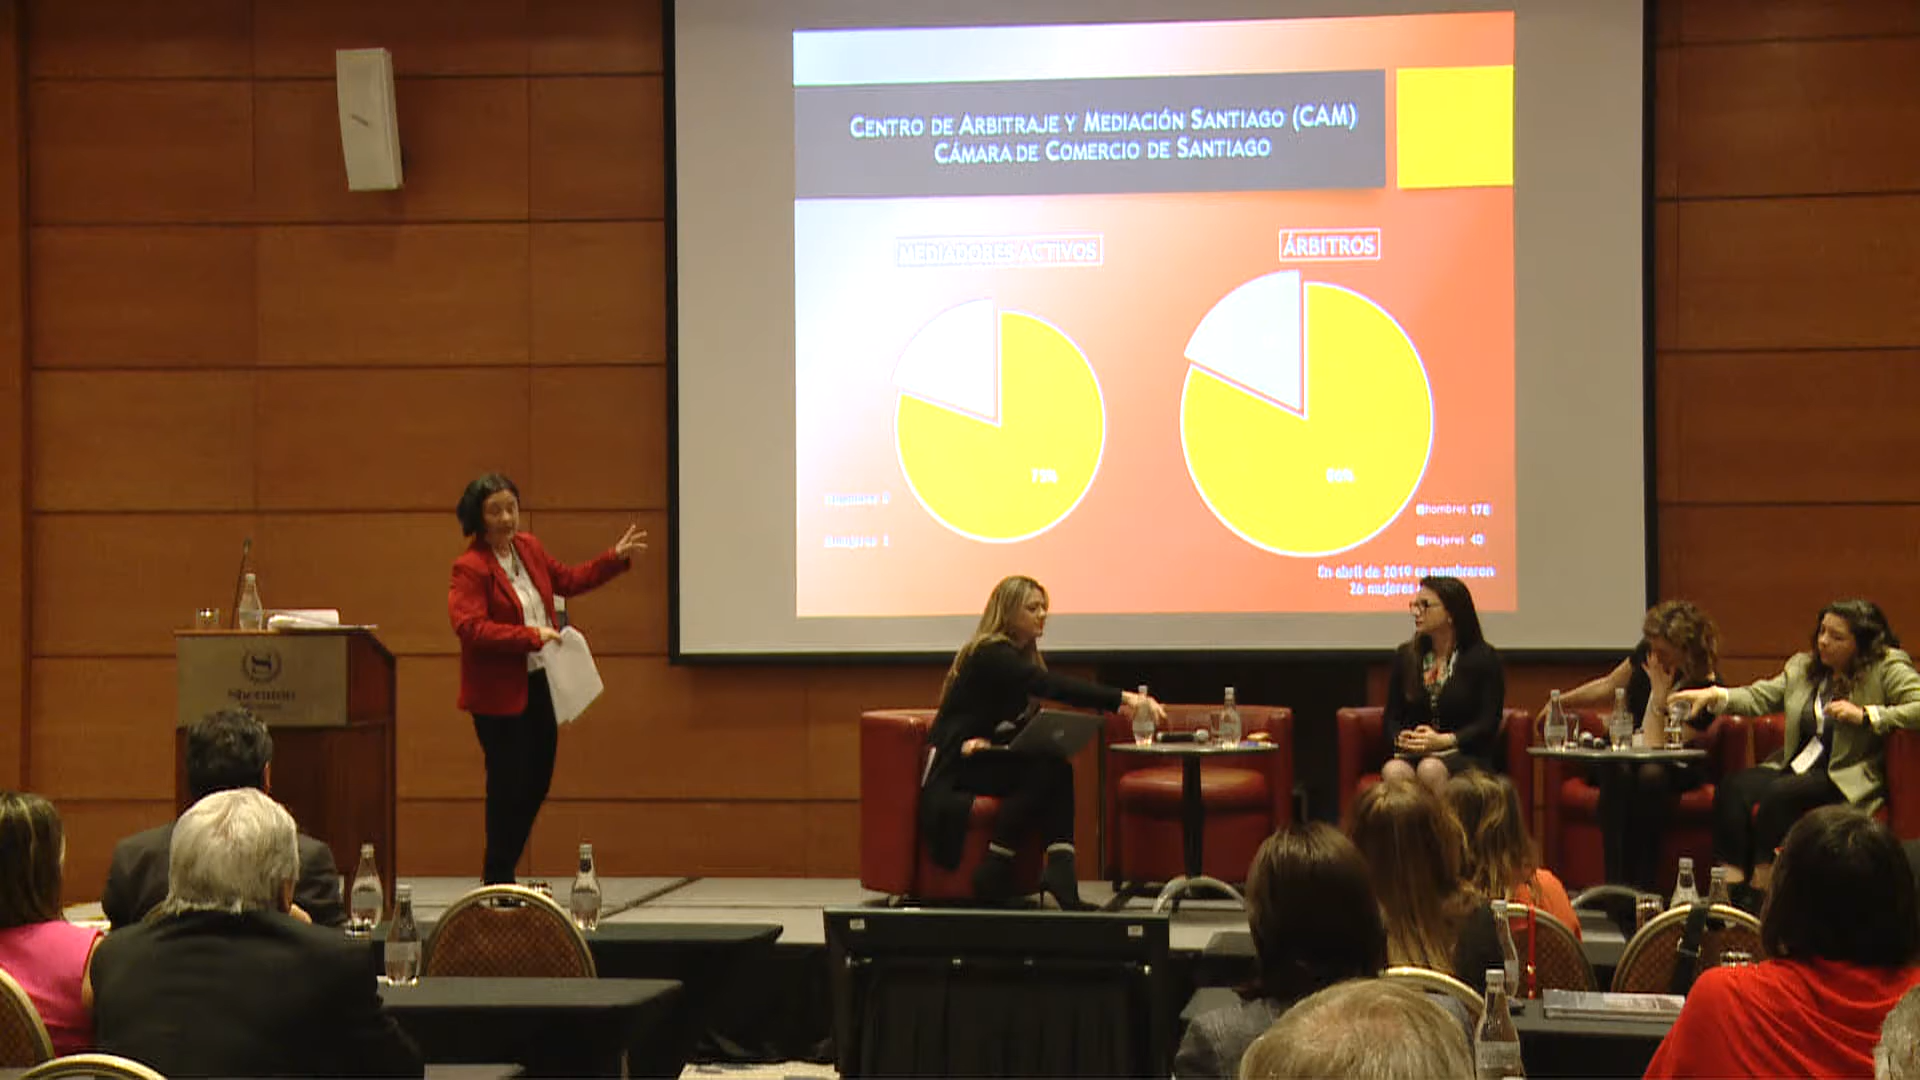 CENTRO DE ARBITRAJE Y MEDIACIÓN SANTIAGO (CAM)
CÁMARA DE COMERCIO DE SANTIAGO
MEDIADORES ACTIVOS
ÁRBITROS
hombres 178
mujeres 40
En abril de 2019 se nombraron
26 mujeres
Sheraton